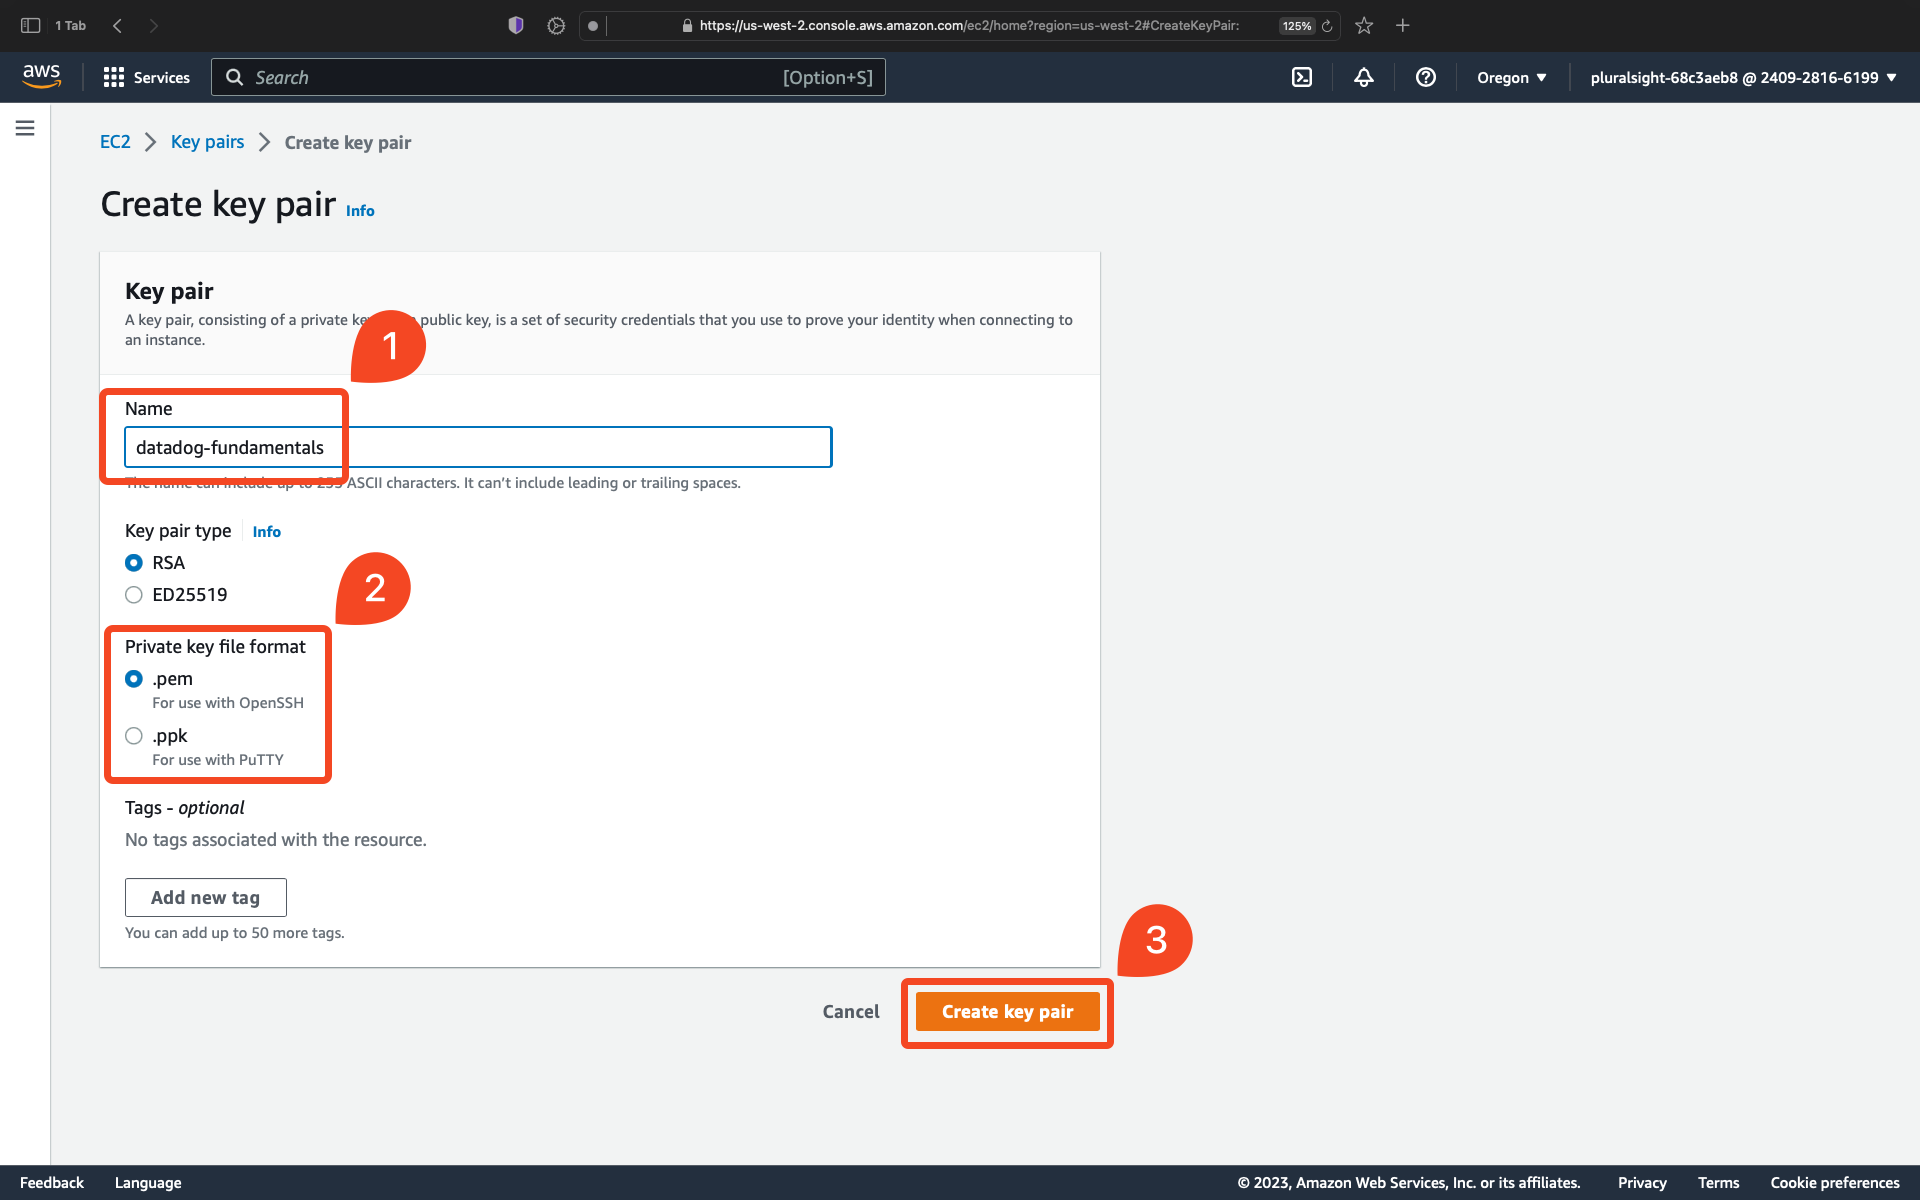 1 Tab
https://us-west-2.console.aws.amazon.com/ec2/home?region=us-west-2#CreateKeyPair:
125%
aws
Services
Search
[Option+S]
Oregon
pluralsight-68c3aeb8 @ 2409-2816-6199
EC2 > Key pairs > Create key pair
Create key pair Info
Key pair
A key pair, consisting of a private public key, is a set of security credentials that you use to prove your identity when connecting to
an instance.
1
Name
datadog-fundamentals
The name can include up to 255 ASCII characters. It can't include leading or trailing spaces.
Key pair type Info
RSA
ED25519
2
Private key file format
.pem
For use with OpenSSH
.ppk
For use with PuTTY
Tags - optional
No tags associated with the resource.
Add new tag
You can add up to 50 more tags.
3
Cancel
Create key pair
Feedback
Language
© 2023, Amazon Web Services, Inc. or its affiliates.
Privacy
Terms
Cookie preferences